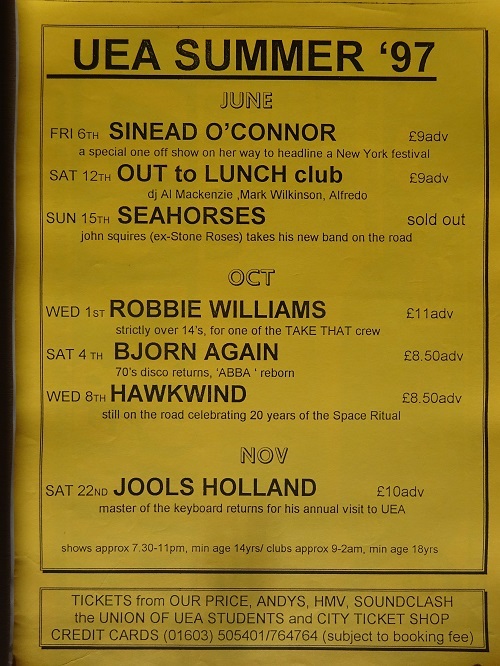 UEA SUMMER ‘97
JUNE
FRI 6TH SINEAD O’CONNOR £9adv
a special one off show on her way to headline a New York festival
SAT 12TH OUT to LUNCH club £9adv
dj Al Mackenzie ,Mark Wilkinson, Alfredo
SUN 15TH SEAHORSES sold out
john squires (ex-Stone Roses) takes his new band on the road
OCT
WED 1ST ROBBIE WILLIAMS £11adv
strictly over 14's, for one of the TAKE THAT crew
SAT 4 TH BJORN AGAIN £8.50adv
70's disco returns, ‘ABBA ‘ reborn
WED 8TH HAWKWIND £8.50adv
still on the road celebrating 20 years of the Space Ritual
NOV
SAT 22ND JOOLS HOLLAND £10adv
master of the keyboard returns for his annual visit to UEA
shows approx 7.30-11pm, min age 14yrs/ clubs approx 9-2am, min age 18yrs
TICKETS from OUR PRICE, ANDYS, HMV, SOUNDCLASH
the UNION OF UEA STUDENTS and CITY TICKET SHOP
CREDIT CARDS (01603) 505401/764764 (subject to booking fee)